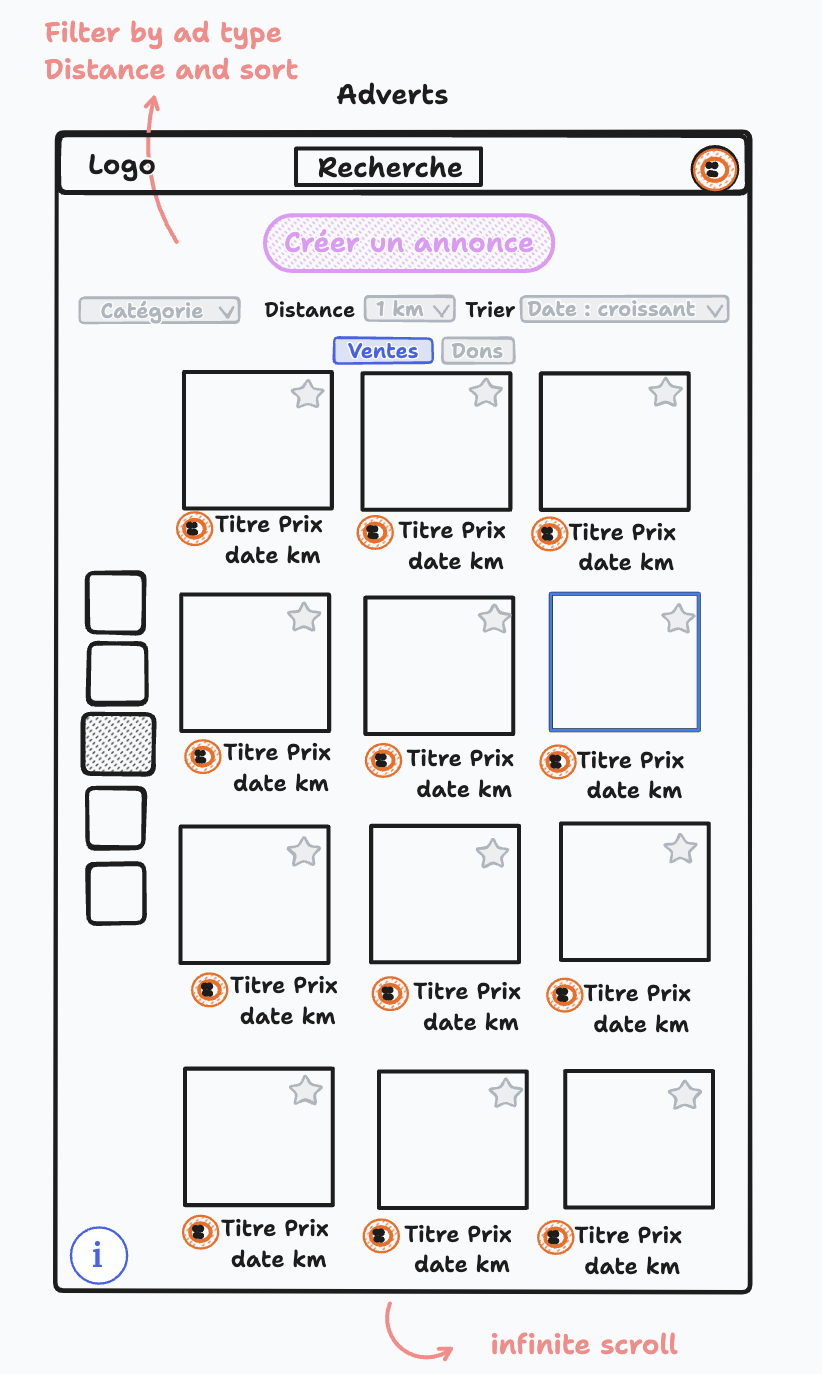 Filter by ad type
Distance and sort
Adverts
Logo
Recherche
Créer un annonce
Catégorie
Distance
1 km
Trier
Date : croissant
Ventes
Dons
Titre Prix
date km
Titre Prix
date km
Titre Prix
date km
Titre Prix
date km
Titre Prix
date km
Titre Prix
date km
Titre Prix
date km
Titre Prix
date km
Titre Prix
date km
Titre Prix
date km
Titre Prix
date km
Titre Prix
date km
i
infinite scroll